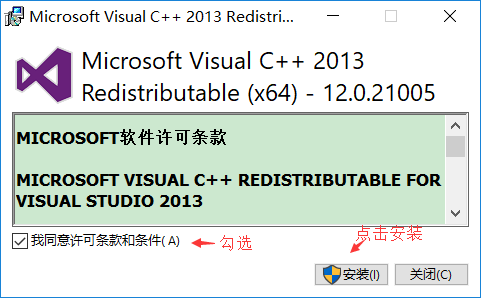 Microsoft Visual C++ 2013 Redistri...
Microsoft Visual C++ 2013
Redistributable (x64) - 12.0.21005
MICROSOFT软件许可条款
MICROSOFT VISUAL C++ REDISTRIBUTABLE FOR
VISUAL STUDIO 2013
我同意许可条款和条件(A)
勾选
点击安装
安装(I)
关闭(C)